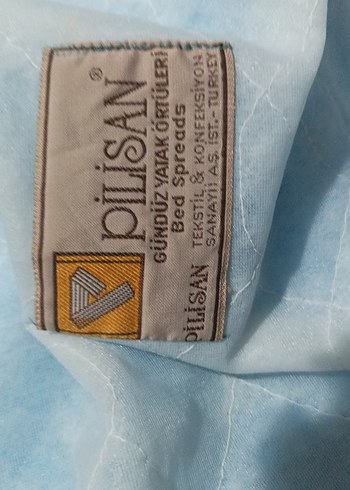 PİLİSAN®
GÜNDÜZ YATAK ÖRTÜLERİ
Bed Spreads
PİLİSAN TEKSTİL & KONFEKSİYON
SANAYİİ A.Ş. İST.-TURKEY